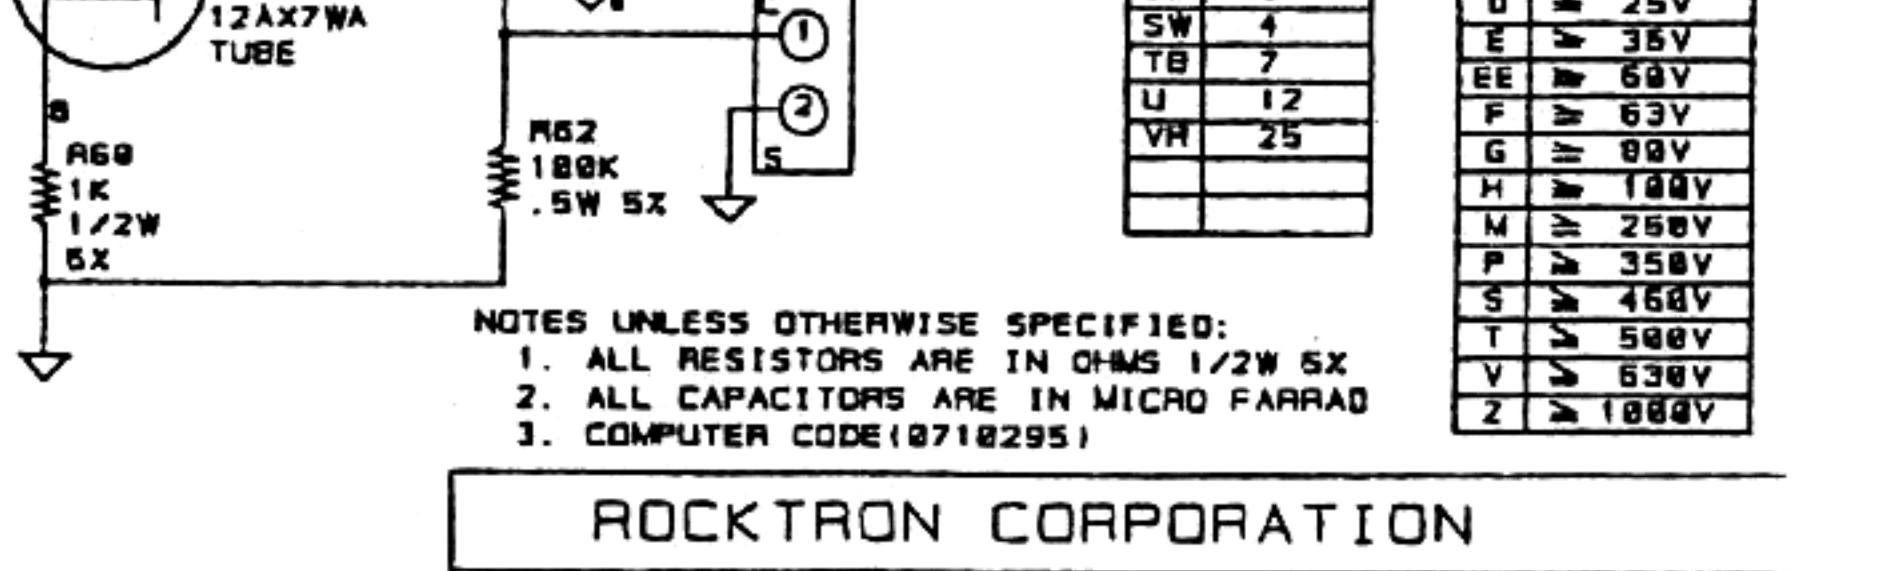 12AX7WA
TUBE
8
R60
1K
1/2W
5%
R62
100K
.5W 5%
1
2
S
SW 4
TB 7
U 12
VR 25
25V
E ≥ 35V
EE ≥ 60V
F ≥ 63V
G ≥ 80V
H ≥ 100V
M ≥ 250V
P ≥ 350V
S ≥ 450V
T ≥ 500V
V ≥ 630V
Z ≥ 1000V
NOTES UNLESS OTHERWISE SPECIFIED:
1. ALL RESISTORS ARE IN OHMS 1/2W 5%
2. ALL CAPACITORS ARE IN MICRO FARRAD
3. COMPUTER CODE(0710295)
ROCKTRON CORPORATION